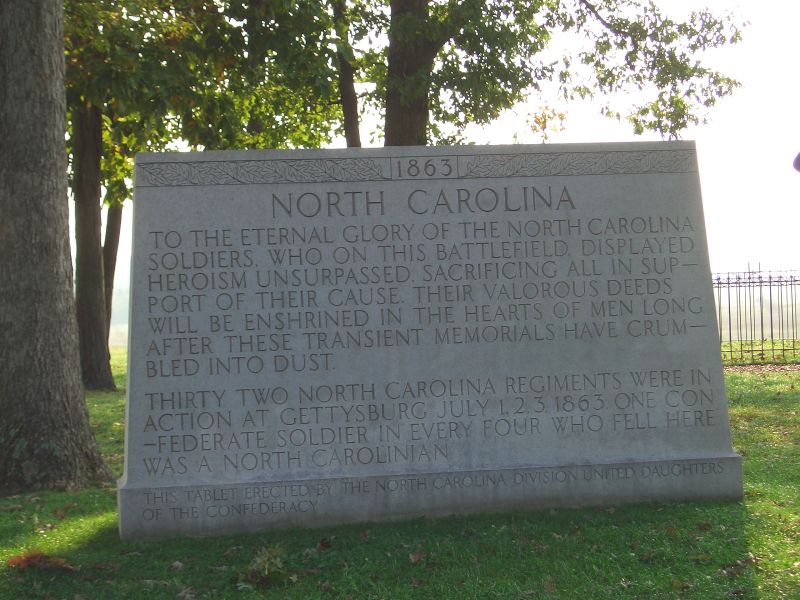 1863
NORTH CAROLINA
TO THE ETERNAL GLORY OF THE NORTH CAROLINA
SOLDIERS, WHO ON THIS BATTLEFIELD DISPLAYED
HEROISM UNSURPASSED SACRIFICING ALL IN SUP—
PORT OF THEIR CAUSE. THEIR VALOROUS DEEDS
WILL BE ENSHRINED IN THE HEARTS OF MEN LONG
AFTER THESE TRANSIENT MEMORIALS HAVE CRUM—
BLED INTO DUST.
THIRTY TWO NORTH CAROLINA REGIMENTS WERE IN
ACTION AT GETTYSBURG JULY 1, 2, 3, 1863. ONE CON
—FEDERATE SOLDIER IN EVERY FOUR WHO FELL HERE
WAS A NORTH CAROLINIAN
THIS TABLET ERECTED BY THE NORTH CAROLINA DIVISION UNITED DAUGHTERS
OF THE CONFEDERACY